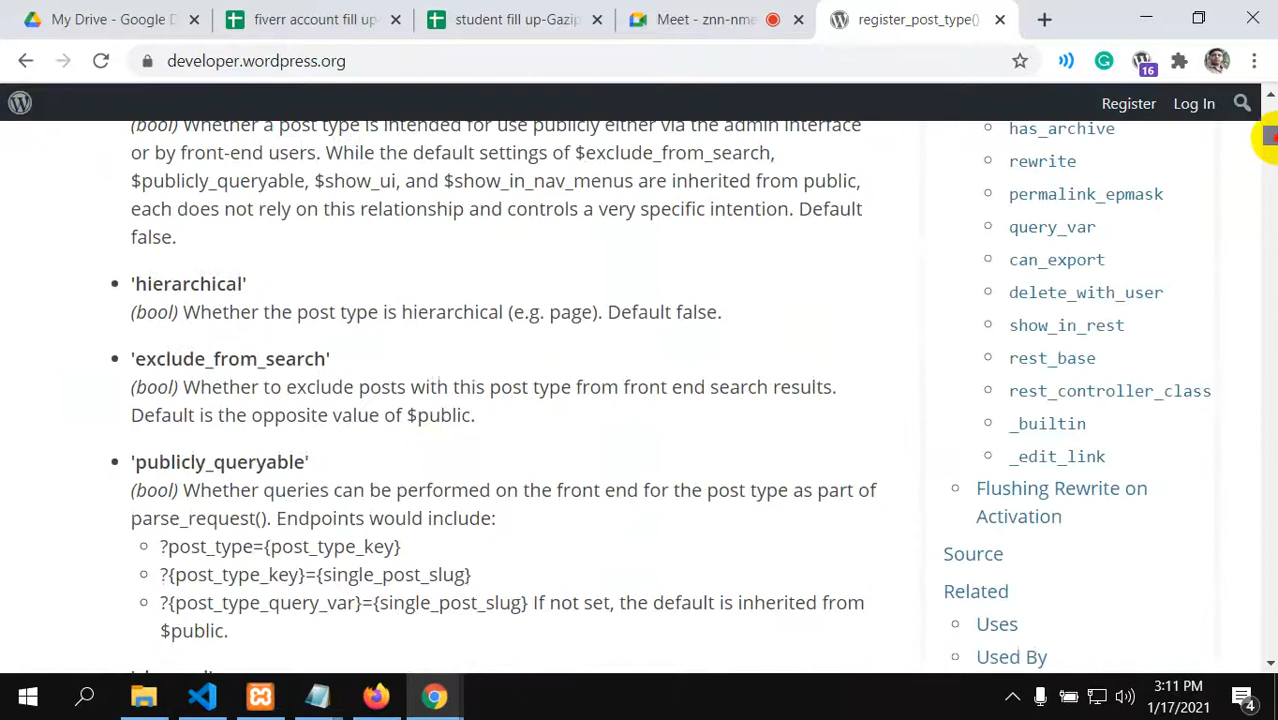 My Drive - Google D
fiverr account fill up-
student fill up-Gazip
Meet - znn-nme
register_post_type()
developer.wordpress.org
16
Register
Log In
(bool) Whether a post type is intended for use publicly either via the admin interface
or by front-end users. While the default settings of $exclude_from_search,
$publicly_queryable, $show_ui, and $show_in_nav_menus are inherited from public,
each does not rely on this relationship and controls a very specific intention. Default
false.
'hierarchical'
(bool) Whether the post type is hierarchical (e.g. page). Default false.
'exclude_from_search'
(bool) Whether to exclude posts with this post type from front end search results.
Default is the opposite value of $public.
'publicly_queryable'
(bool) Whether queries can be performed on the front end for the post type as part of
parse_request(). Endpoints would include:
?post_type={post_type_key}
?{post_type_key}={single_post_slug}
?{post_type_query_var}={single_post_slug} If not set, the default is inherited from
$public.
has_archive
rewrite
permalink_epmask
query_var
can_export
delete_with_user
show_in_rest
rest_base
rest_controller_class
_builtin
_edit_link
Flushing Rewrite on
Activation
Source
Related
Uses
Used By
3:11 PM
1/17/2021
4